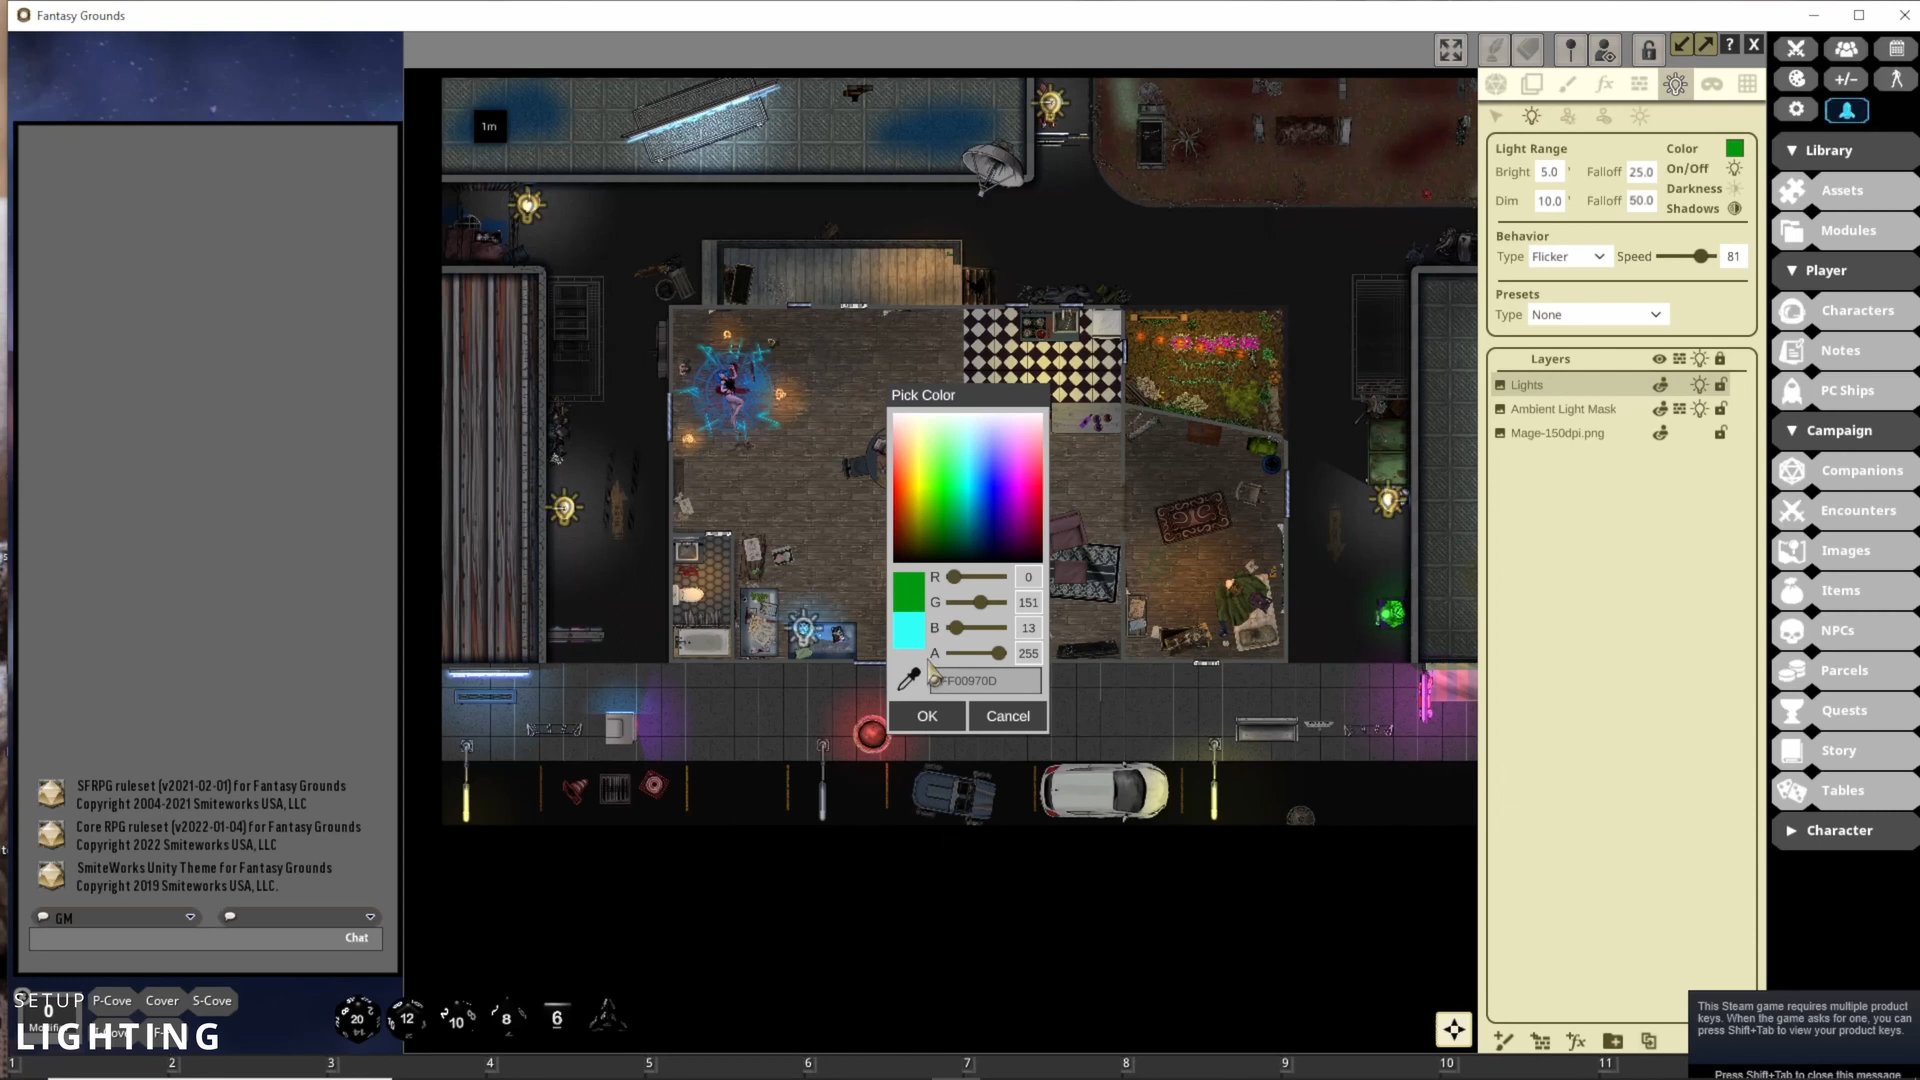 Fantasy Grounds
? X
+/-
1m
Light Range
Color
Bright 5.0 ' Falloff 25.0
On/Off
Darkness
Dim 10.0 ' Falloff 50.0
Shadows
Behavior
Type Flicker Speed 81
Presets
Type None
Layers
Lights
Ambient Light Mask
Mage-150dpi.png
Library
Assets
Modules
Player
Characters
Notes
PC Ships
Campaign
Companions
Encounters
Images
Items
NPCs
Parcels
Quests
Story
Tables
Character
Pick Color
R 0
G 151
B 13
A 255
FF00970D
OK Cancel
SFRPG ruleset (v2021-02-01) for Fantasy Grounds
Copyright 2004-2021 Smiteworks USA, LLC
Core RPG ruleset (v2022-01-04) for Fantasy Grounds
Copyright 2022 Smiteworks USA, LLC
SmiteWorks Unity Theme for Fantasy Grounds
Copyright 2019 Smiteworks USA, LLC.
GM
Chat
SETUP
P-Cove Cover S-Cove
0
LIGHTING
20 12 10 8 6
This Steam game requires multiple product
keys. When the game asks for one, you can
press Shift+Tab to view your product keys.
Press Shift+Tab to close this message
1 2 3 4 5 6 7 8 9 10 11